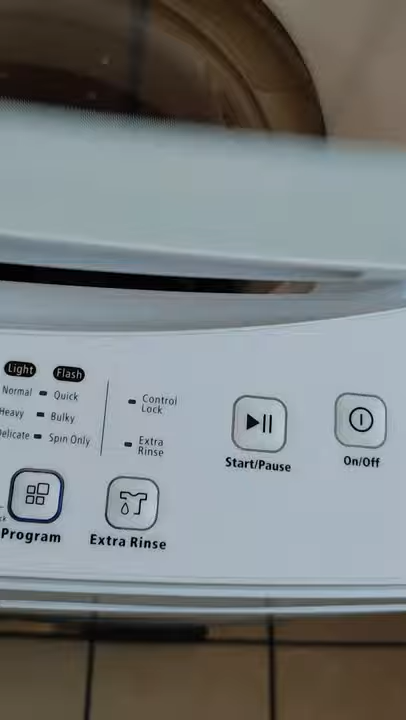 Light Flash
Normal Quick
Heavy Bulky
Delicate Spin Only
Control
Lock
Extra
Rinse
Start/Pause
On/Off
Program
Extra Rinse